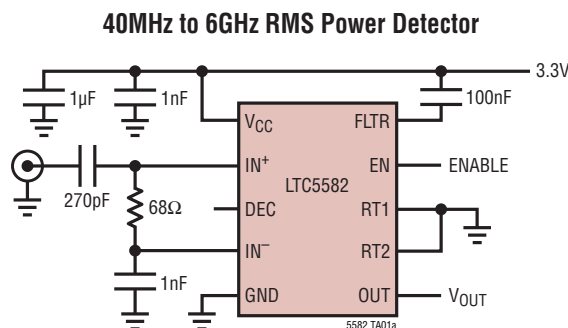 40MHz to 6GHz RMS Power Detector
3.3V
1µF
1nF
100nF
VCC
FLTR
IN+
EN
ENABLE
LTC5582
270pF
68Ω
DEC
RT1
IN−
RT2
1nF
GND
OUT
VOUT
5582 TA01a